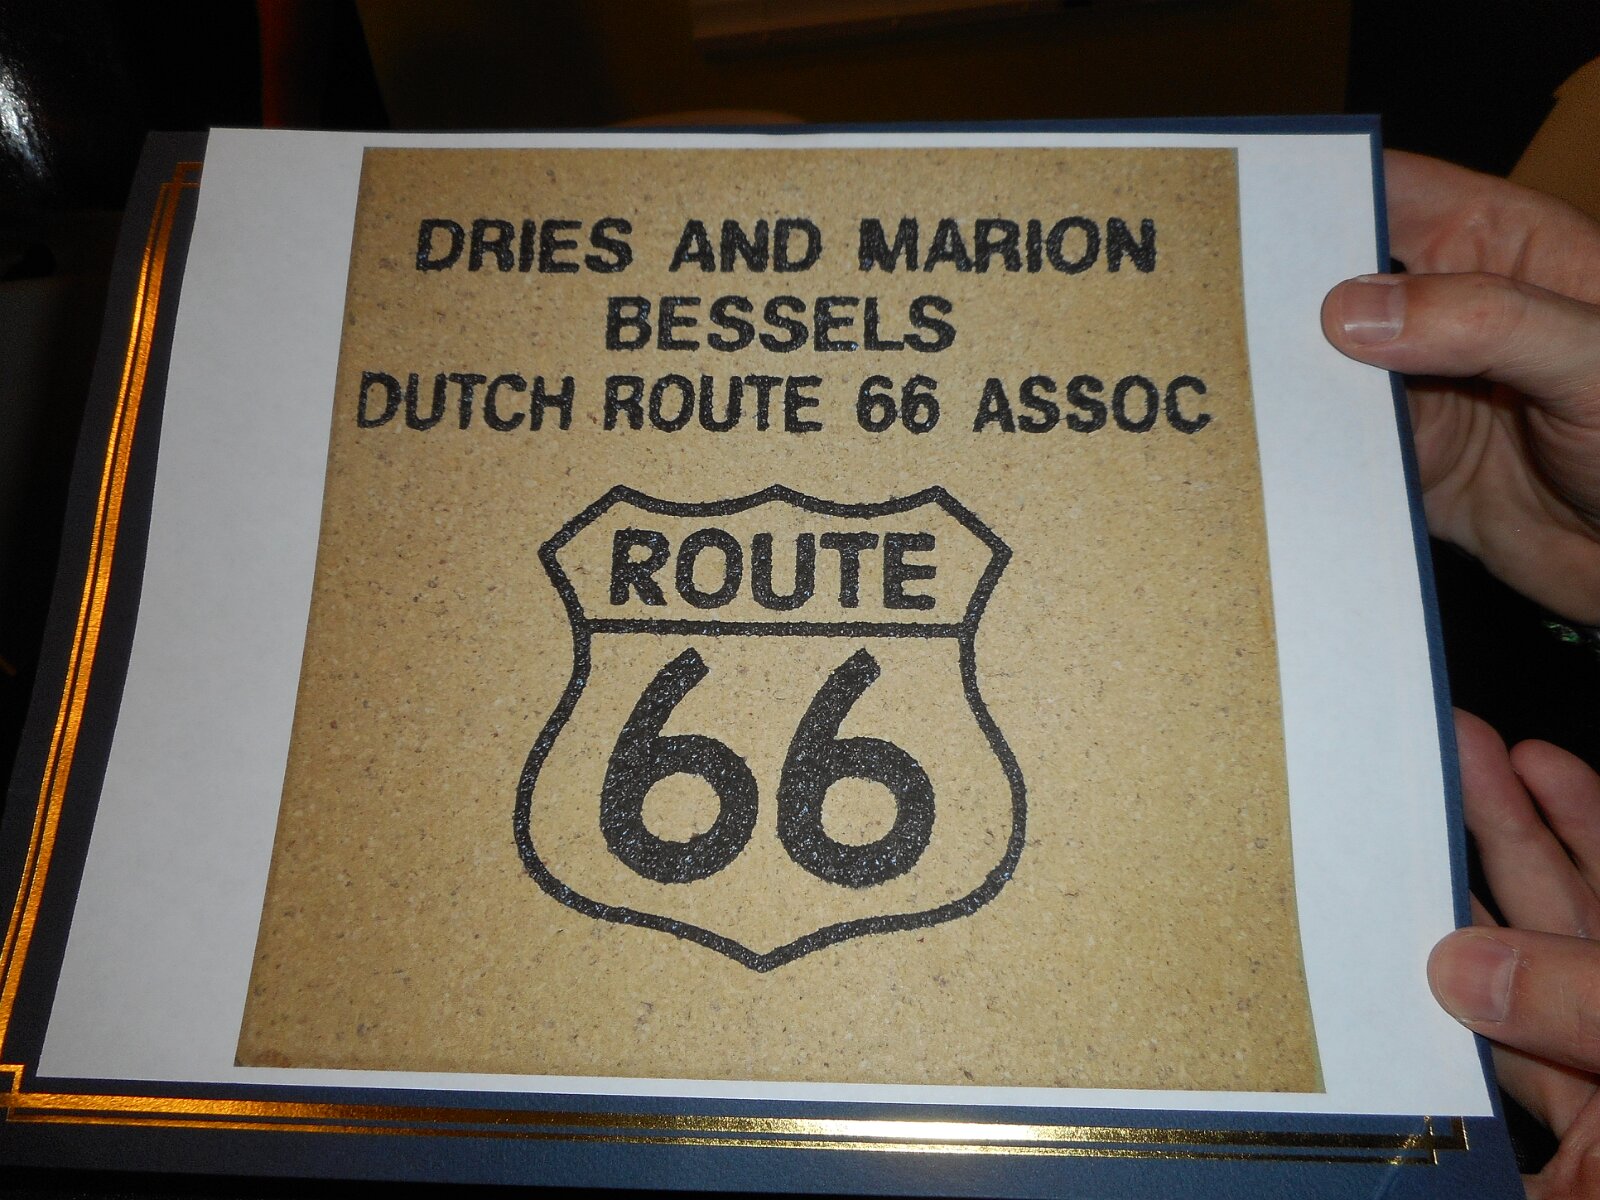 DRIES AND MARION
BESSELS
DUTCH ROUTE 66 ASSOC
ROUTE
66